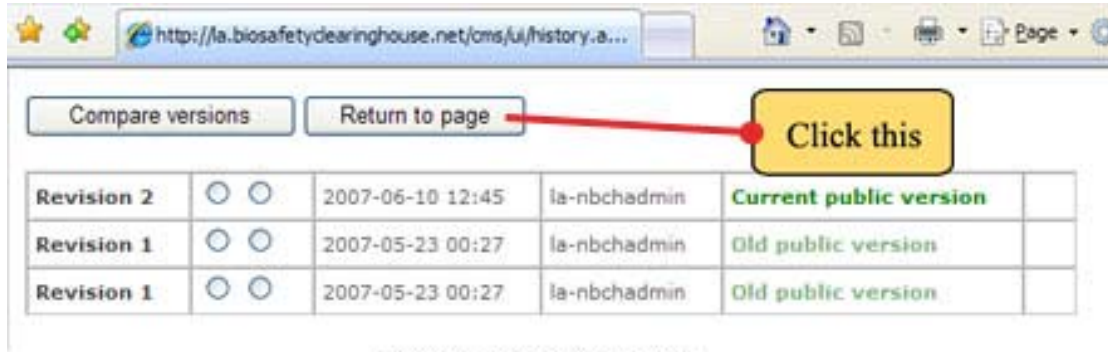 http://la.biosafetyclearinghouse.net/cms/ui/history.a... Page
Compare versions Return to page
Click this
Revision 2 2007-06-10 12:45 la-nbchadmin Current public version
Revision 1 2007-05-23 00:27 la-nbchadmin Old public version
Revision 1 2007-05-23 00:27 la-nbchadmin Old public version